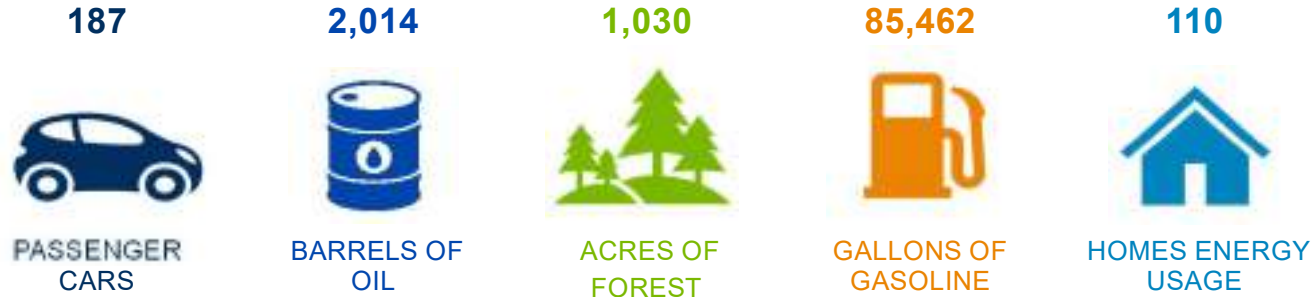 187
PASSENGER
CARS
2,014
BARRELS OF
OIL
1,030
ACRES OF
FOREST
85,462
GALLONS OF
GASOLINE
110
HOMES ENERGY
USAGE